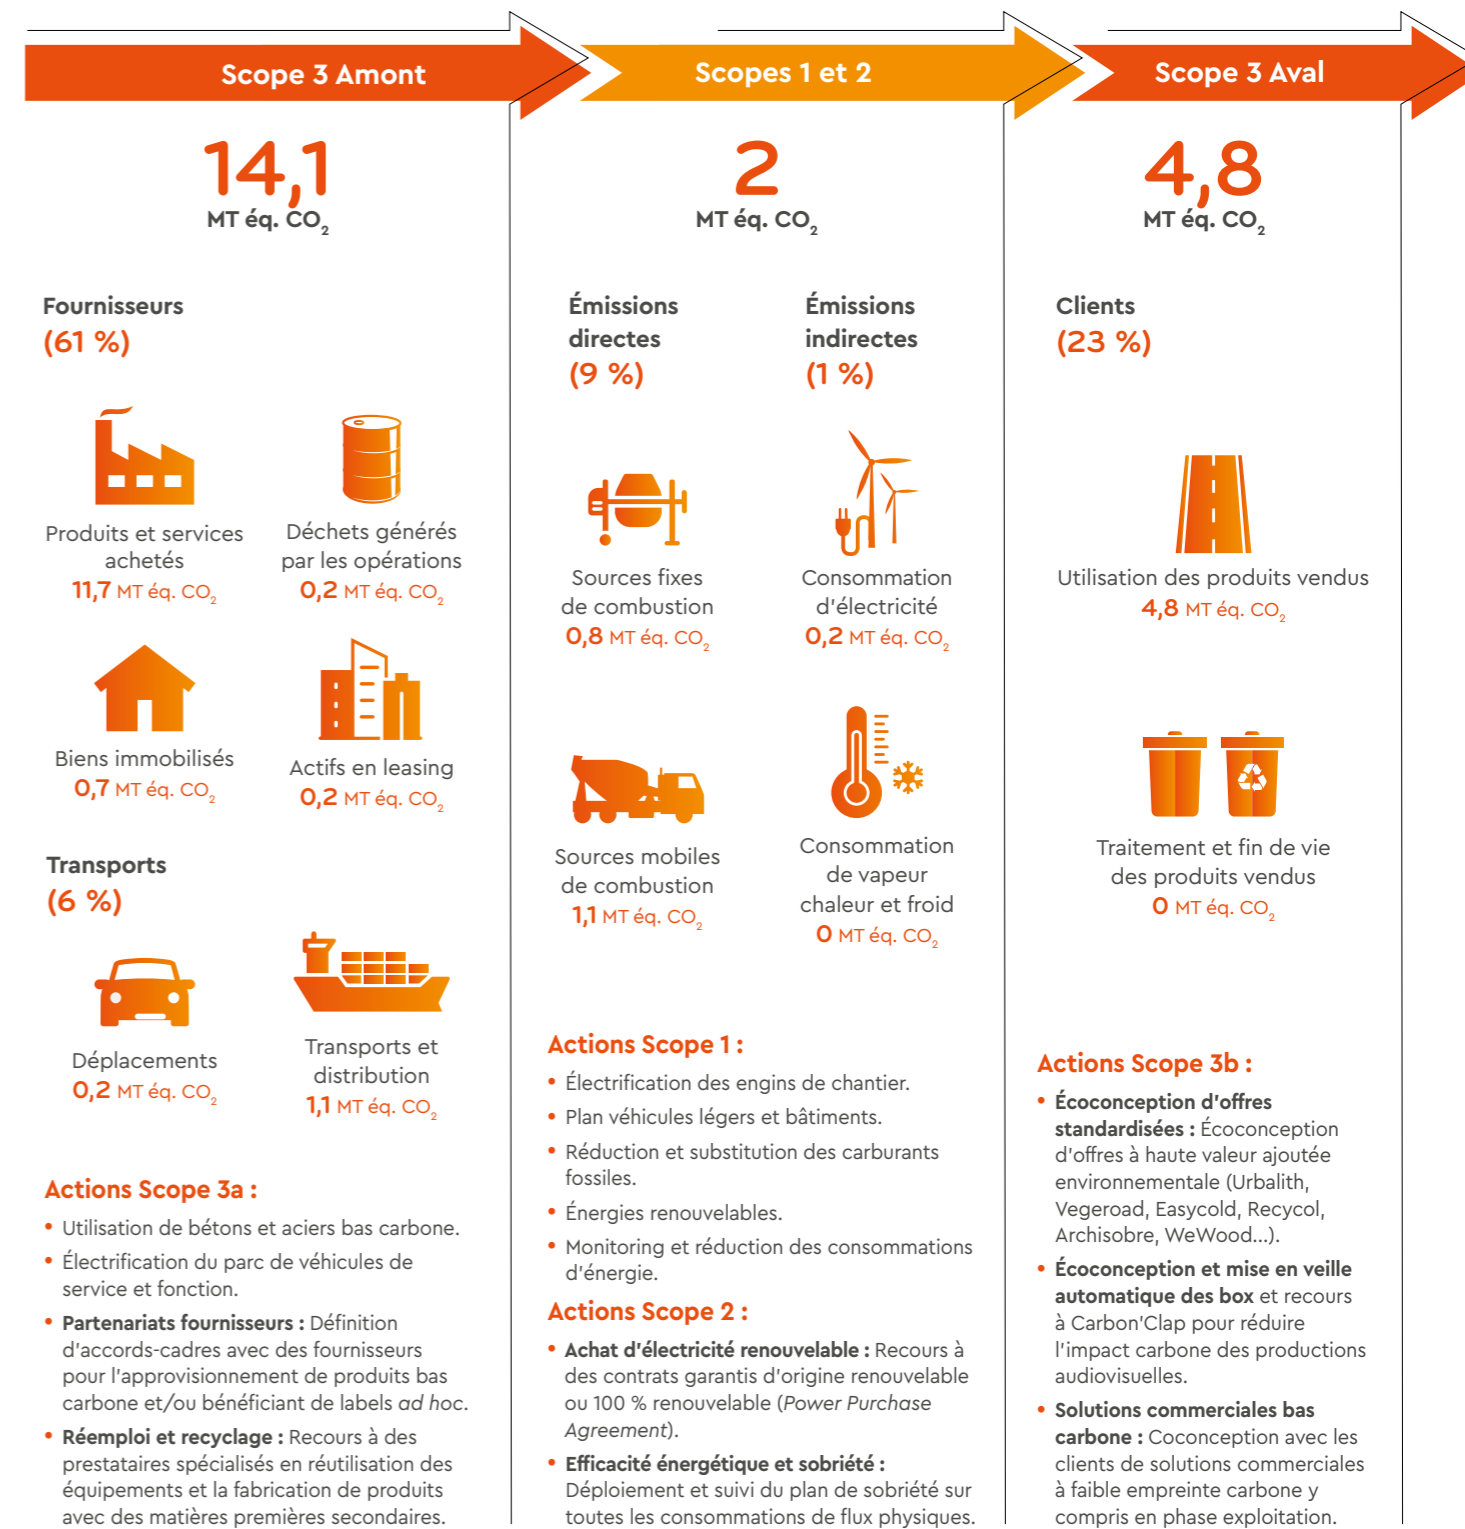 Scope 3 Amont
14,1
MT éq. CO₂
Fournisseurs
(61 %)
Produits et services
achetés
11,7 MT éq. CO₂
Déchets générés
par les opérations
0,2 MT éq. CO₂
Biens immobilisés
0,7 MT éq. CO₂
Actifs en leasing
0,2 MT éq. CO₂
Transports
(6 %)
Déplacements
0,2 MT éq. CO₂
Transports et
distribution
1,1 MT éq. CO₂
Actions Scope 3a :
• Utilisation de bétons et aciers bas carbone.
• Électrification du parc de véhicules de
service et fonction.
• Partenariats fournisseurs : Définition
d'accords-cadres avec des fournisseurs
pour l'approvisionnement de produits bas
carbone et/ou bénéficiant de labels ad hoc.
• Réemploi et recyclage : Recours à des
prestataires spécialisés en réutilisation des
équipements et la fabrication de produits
avec des matières premières secondaires.
Scopes 1 et 2
2
MT éq. CO₂
Émissions
directes
(9 %)
Émissions
indirectes
(1 %)
Sources fixes
de combustion
0,8 MT éq. CO₂
Consommation
d'électricité
0,2 MT éq. CO₂
Sources mobiles
de combustion
1,1 MT éq. CO₂
Consommation
de vapeur
chaleur et froid
0 MT éq. CO₂
Actions Scope 1 :
• Électrification des engins de chantier.
• Plan véhicules légers et bâtiments.
• Réduction et substitution des carburants
fossiles.
• Énergies renouvelables.
• Monitoring et réduction des consommations
d'énergie.
Actions Scope 2 :
• Achat d'électricité renouvelable : Recours à
des contrats garantis d'origine renouvelable
ou 100 % renouvelable (Power Purchase
Agreement).
• Efficacité énergétique et sobriété :
Déploiement et suivi du plan de sobriété sur
toutes les consommations de flux physiques.
Scope 3 Aval
4,8
MT éq. CO₂
Clients
(23 %)
Utilisation des produits vendus
4,8 MT éq. CO₂
Traitement et fin de vie
des produits vendus
0 MT éq. CO₂
Actions Scope 3b :
• Écoconception d'offres
standardisées : Écoconception
d'offres à haute valeur ajoutée
environnementale (Urbalith,
Vegeroad, Easycold, Recycol,
Archisobre, WeWood...).
• Écoconception et mise en veille
automatique des box et recours
à Carbon'Clap pour réduire
l'impact carbone des productions
audiovisuelles.
• Solutions commerciales bas
carbone : Coconception avec les
clients de solutions commerciales
à faible empreinte carbone y
compris en phase exploitation.